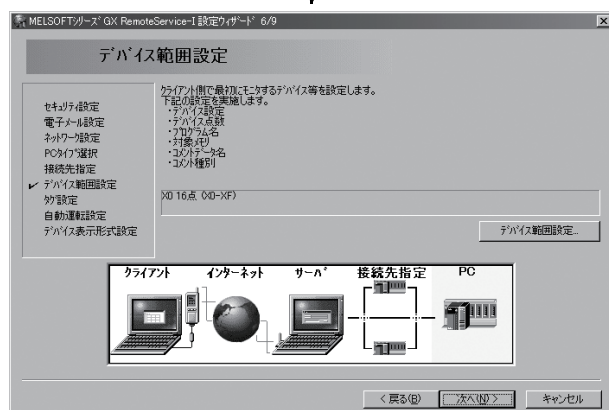 MELSOFTｼﾘｰｽﾞ GX RemoteService-I 設定ｳｨｻﾞｰﾄﾞ 6/9
ﾃﾞﾊﾞｲｽ範囲設定
ｾｷｭﾘﾃｨ設定
電子ﾒｰﾙ設定
ﾈｯﾄﾜｰｸ設定
PCﾀｲﾌﾟ選択
接続先指定
ﾃﾞﾊﾞｲｽ範囲設定
ﾀｸﾞ設定
自動運転設定
ﾃﾞﾊﾞｲｽ表示形式設定
ｸﾗｲｱﾝﾄ側で最初にﾓﾆﾀするﾃﾞﾊﾞｲｽ等を設定します。
下記の設定を実施します。
・ﾃﾞﾊﾞｲｽ設定
・ﾃﾞﾊﾞｲｽ点数
・ﾌﾟﾛｸﾞﾗﾑ名
・対象ﾒﾓﾘ
・ｺﾒﾝﾄﾃﾞｰﾀ名
・ｺﾒﾝﾄ種別
X0 16点 (X0-XF)
ﾃﾞﾊﾞｲｽ範囲設定...
ｸﾗｲｱﾝﾄ ｲﾝﾀｰﾈｯﾄ ｻｰﾊﾞ 接続先指定 PC
< 戻る(B) 次へ(N) > ｷｬﾝｾﾙ